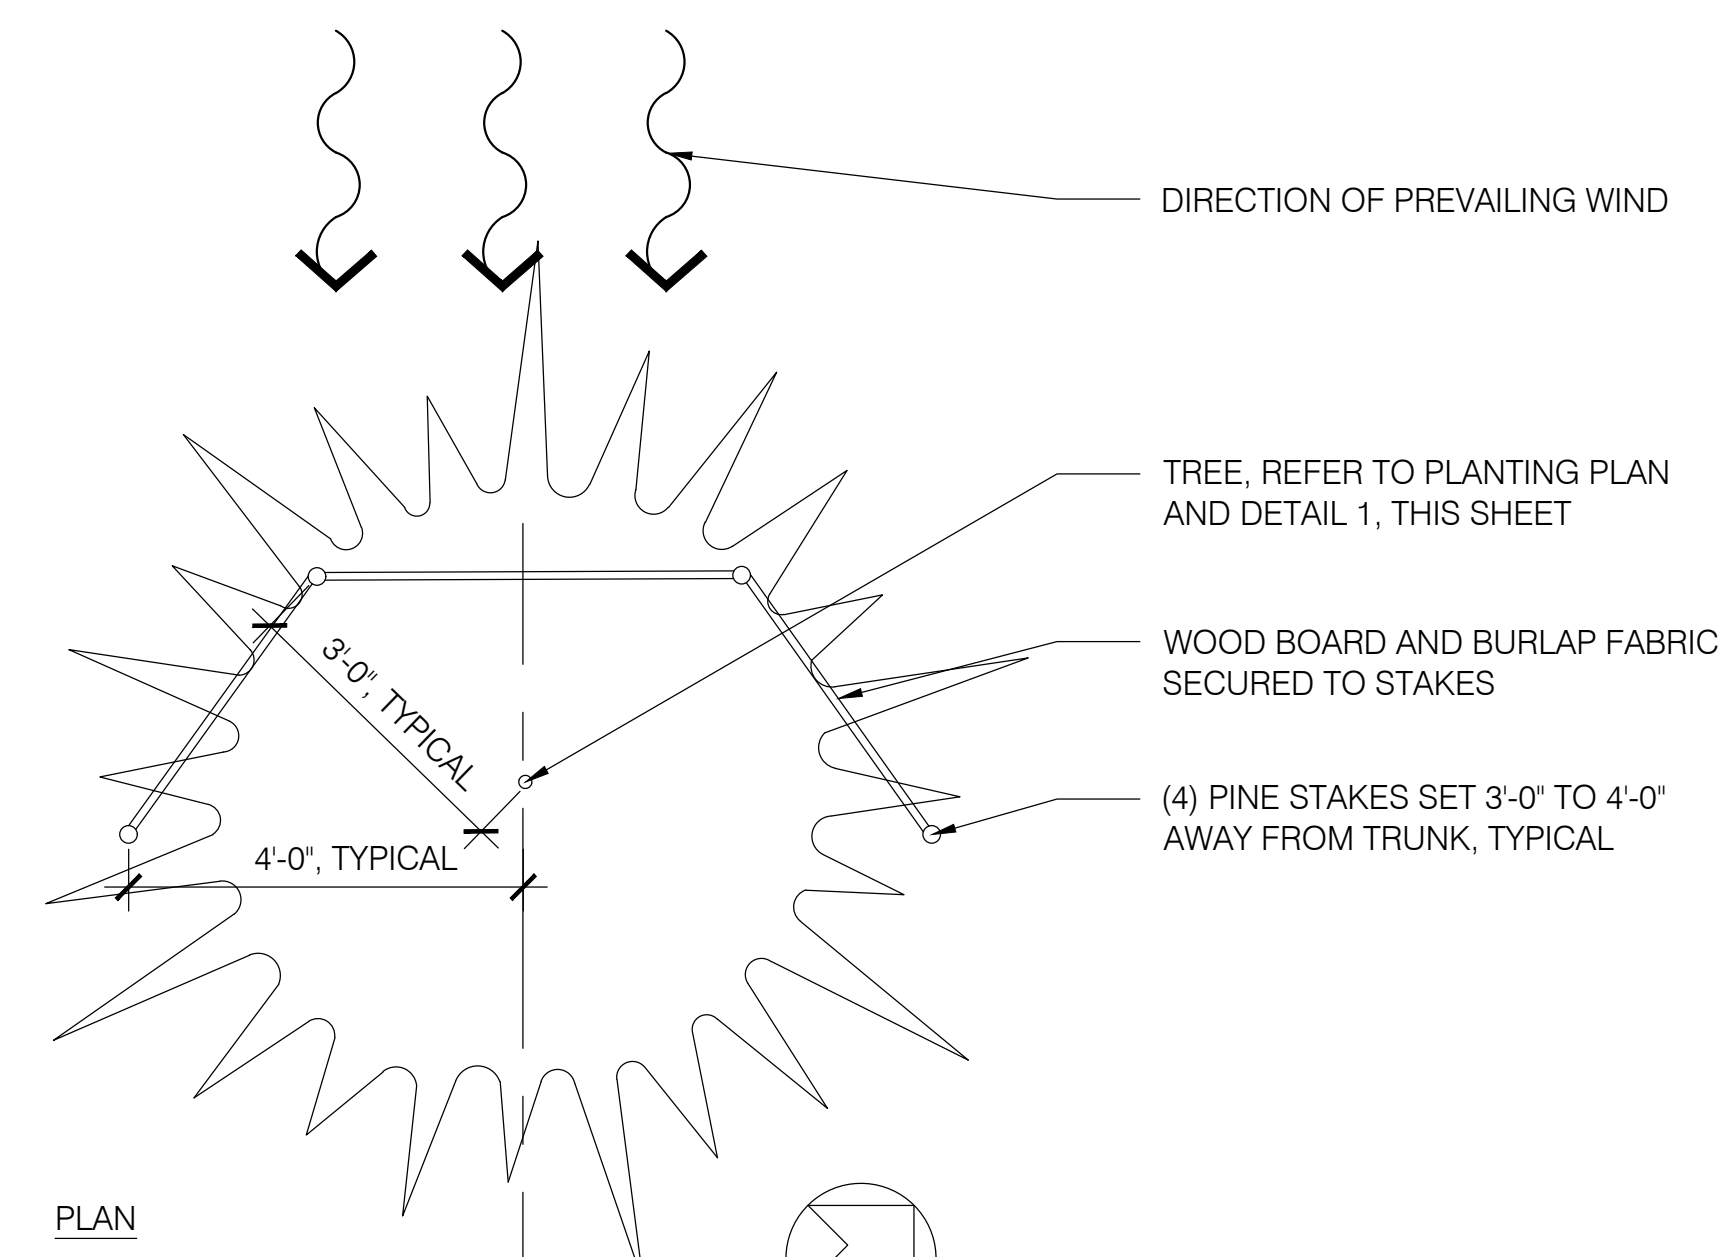 DIRECTION OF PREVAILING WIND
TREE, REFER TO PLANTING PLAN
AND DETAIL 1, THIS SHEET
WOOD BOARD AND BURLAP FABRIC
SECURED TO STAKES
3'-0", TYPICAL
(4) PINE STAKES SET 3'-0" TO 4'-0"
AWAY FROM TRUNK, TYPICAL
4'-0", TYPICAL
PLAN